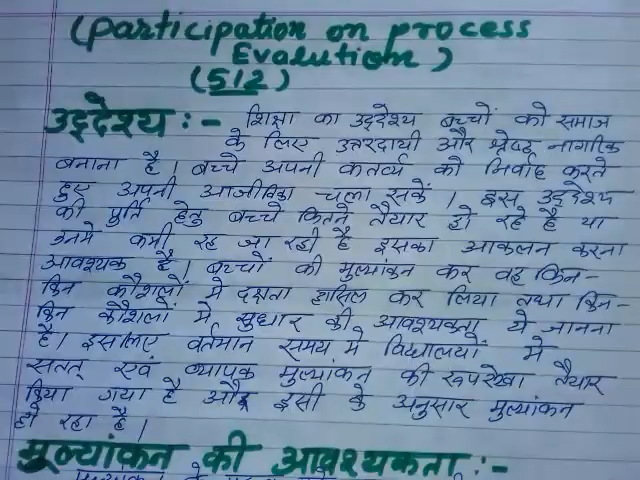 (Participation on process
Evalution)
(512)
उद्देश्य :- शिक्षा का उद्देश्य बच्चों को समाज
के लिए उत्तरदायी और श्रेष्ठ नागरिक
बनाना है। बच्चे अपनी कर्तव्य को निर्वाह करते
हुए अपनी आजीविका चला सकें। इस उद्देश्य
की पूर्ति हेतु बच्चे कितने तैयार हो रहे है या
उनमे कमी रह जा रही है इसका आकलन करना
आवश्यक है। बच्चों की मुल्यांकन कर वह किन-
किन कौशलों मे दक्षता हासिल कर लिया तथा किन-
किन कौशलों मे सुधार की आवश्यकता ये जानना
है। इसलिए वर्तमान समय मे विद्यालयों मे
सतत् एवं व्यापक मुल्यांकन की रूपरेखा तैयार
किया गया है और इसी के अनुसार मुल्यांकन
हो रहा है।
मूल्यांकन की आवश्यकता :-